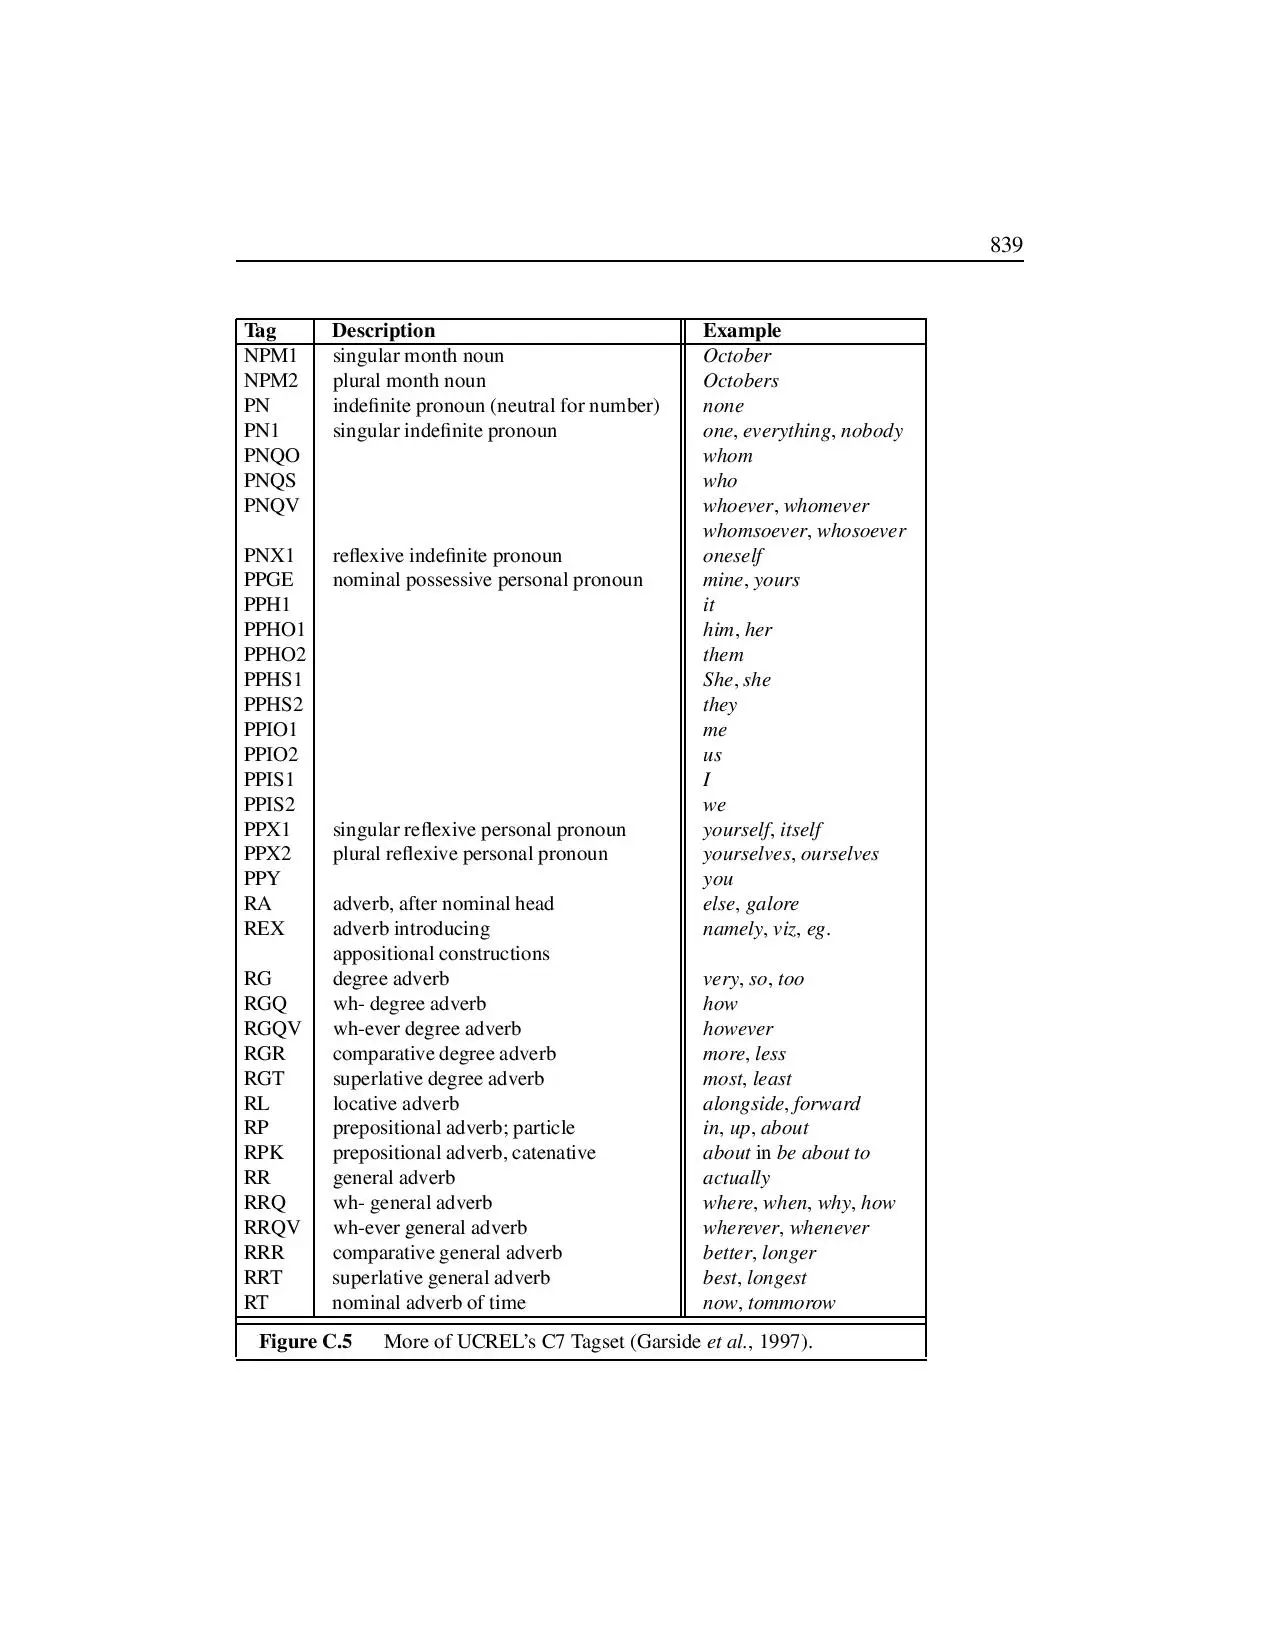 839
Tag Description Example
NPM1 singular month noun October
NPM2 plural month noun Octobers
PN indefinite pronoun (neutral for number) none
PN1 singular indefinite pronoun one, everything, nobody
PNQO whom
PNQS who
PNQV whoever, whomever
whomsoever, whosoever
PNX1 reflexive indefinite pronoun oneself
PPGE nominal possessive personal pronoun mine, yours
PPH1 it
PPHO1 him, her
PPHO2 them
PPHS1 She, she
PPHS2 they
PPIO1 me
PPIO2 us
PPIS1 I
PPIS2 we
PPX1 singular reflexive personal pronoun yourself, itself
PPX2 plural reflexive personal pronoun yourselves, ourselves
PPY you
RA adverb, after nominal head else, galore
REX adverb introducing namely, viz, eg.
appositional constructions
RG degree adverb very, so, too
RGQ wh- degree adverb how
RGQV wh-ever degree adverb however
RGR comparative degree adverb more, less
RGT superlative degree adverb most, least
RL locative adverb alongside, forward
RP prepositional adverb; particle in, up, about
RPK prepositional adverb, catenative about in be about to
RR general adverb actually
RRQ wh- general adverb where, when, why, how
RRQV wh-ever general adverb wherever, whenever
RRR comparative general adverb better, longer
RRT superlative general adverb best, longest
RT nominal adverb of time now, tommorow
Figure C.5 More of UCREL's C7 Tagset (Garside et al., 1997).